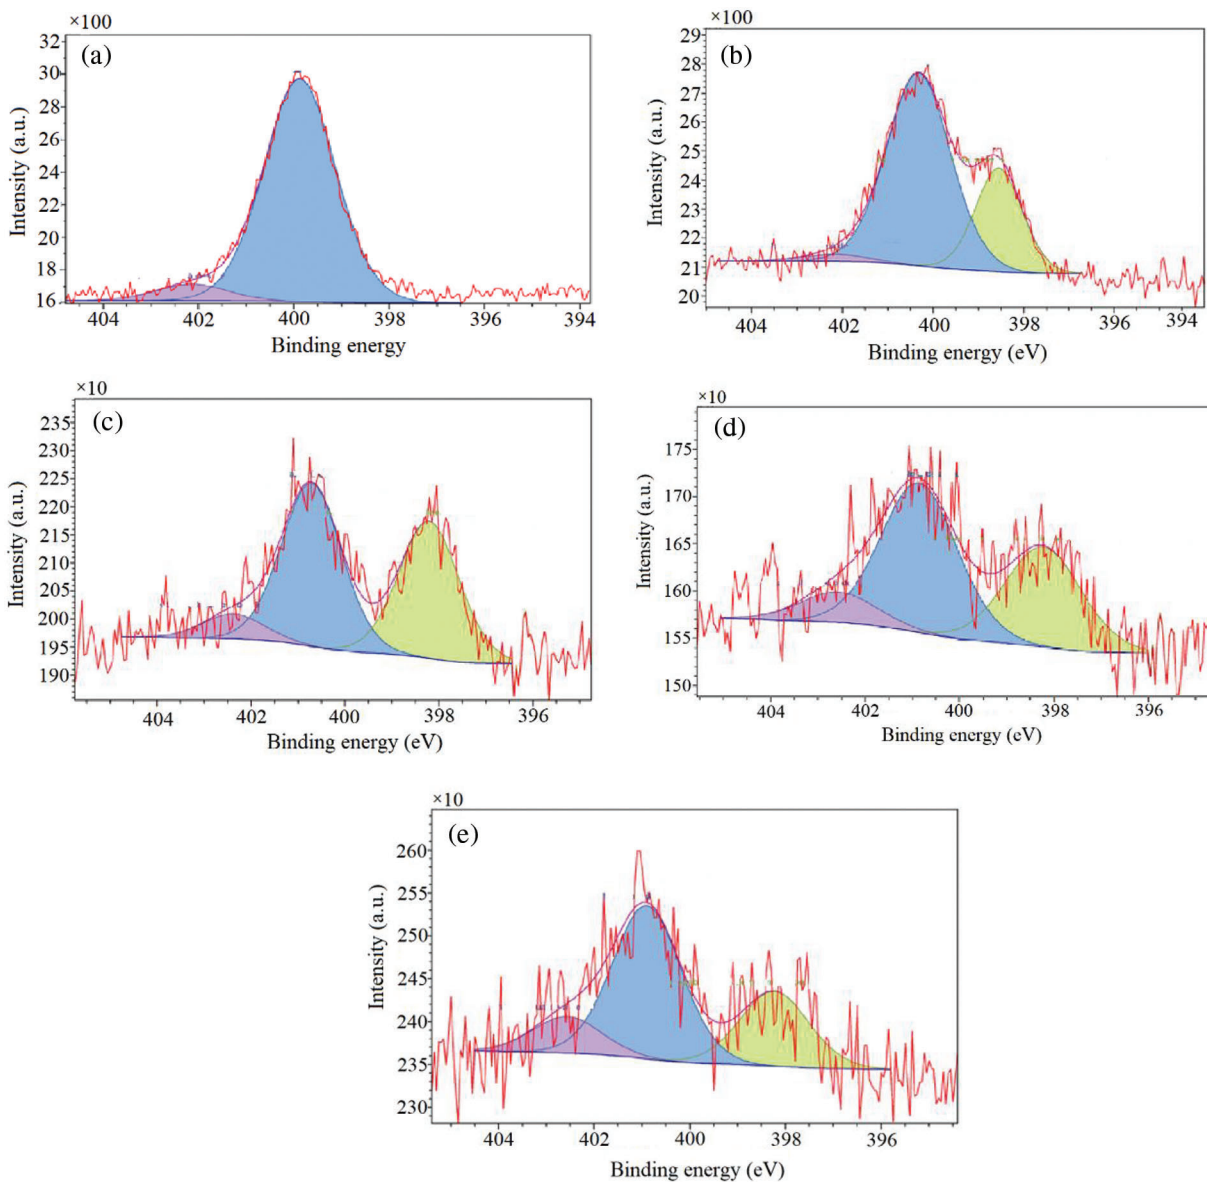 ×100
(a)
32
30
28
26
24
22
20
18
16
Intensity (a.u.)
404 402 400 398 396 394
Binding energy
×100
(b)
29
28
27
26
25
24
23
21
21
20
Intensity (a.u.)
404 402 400 398 396 394
Binding energy (eV)
×10
(c)
235
230
225
220
215
210
205
200
195
190
Intensity (a.u.)
404 402 400 398 396
Binding energy (eV)
×10
(d)
175
170
165
160
155
150
Intensity (a.u.)
404 402 400 398 396
Binding energy (eV)
×10
(e)
260
255
250
245
240
235
230
Intensity (a.u.)
404 402 400 398 396
Binding energy (eV)